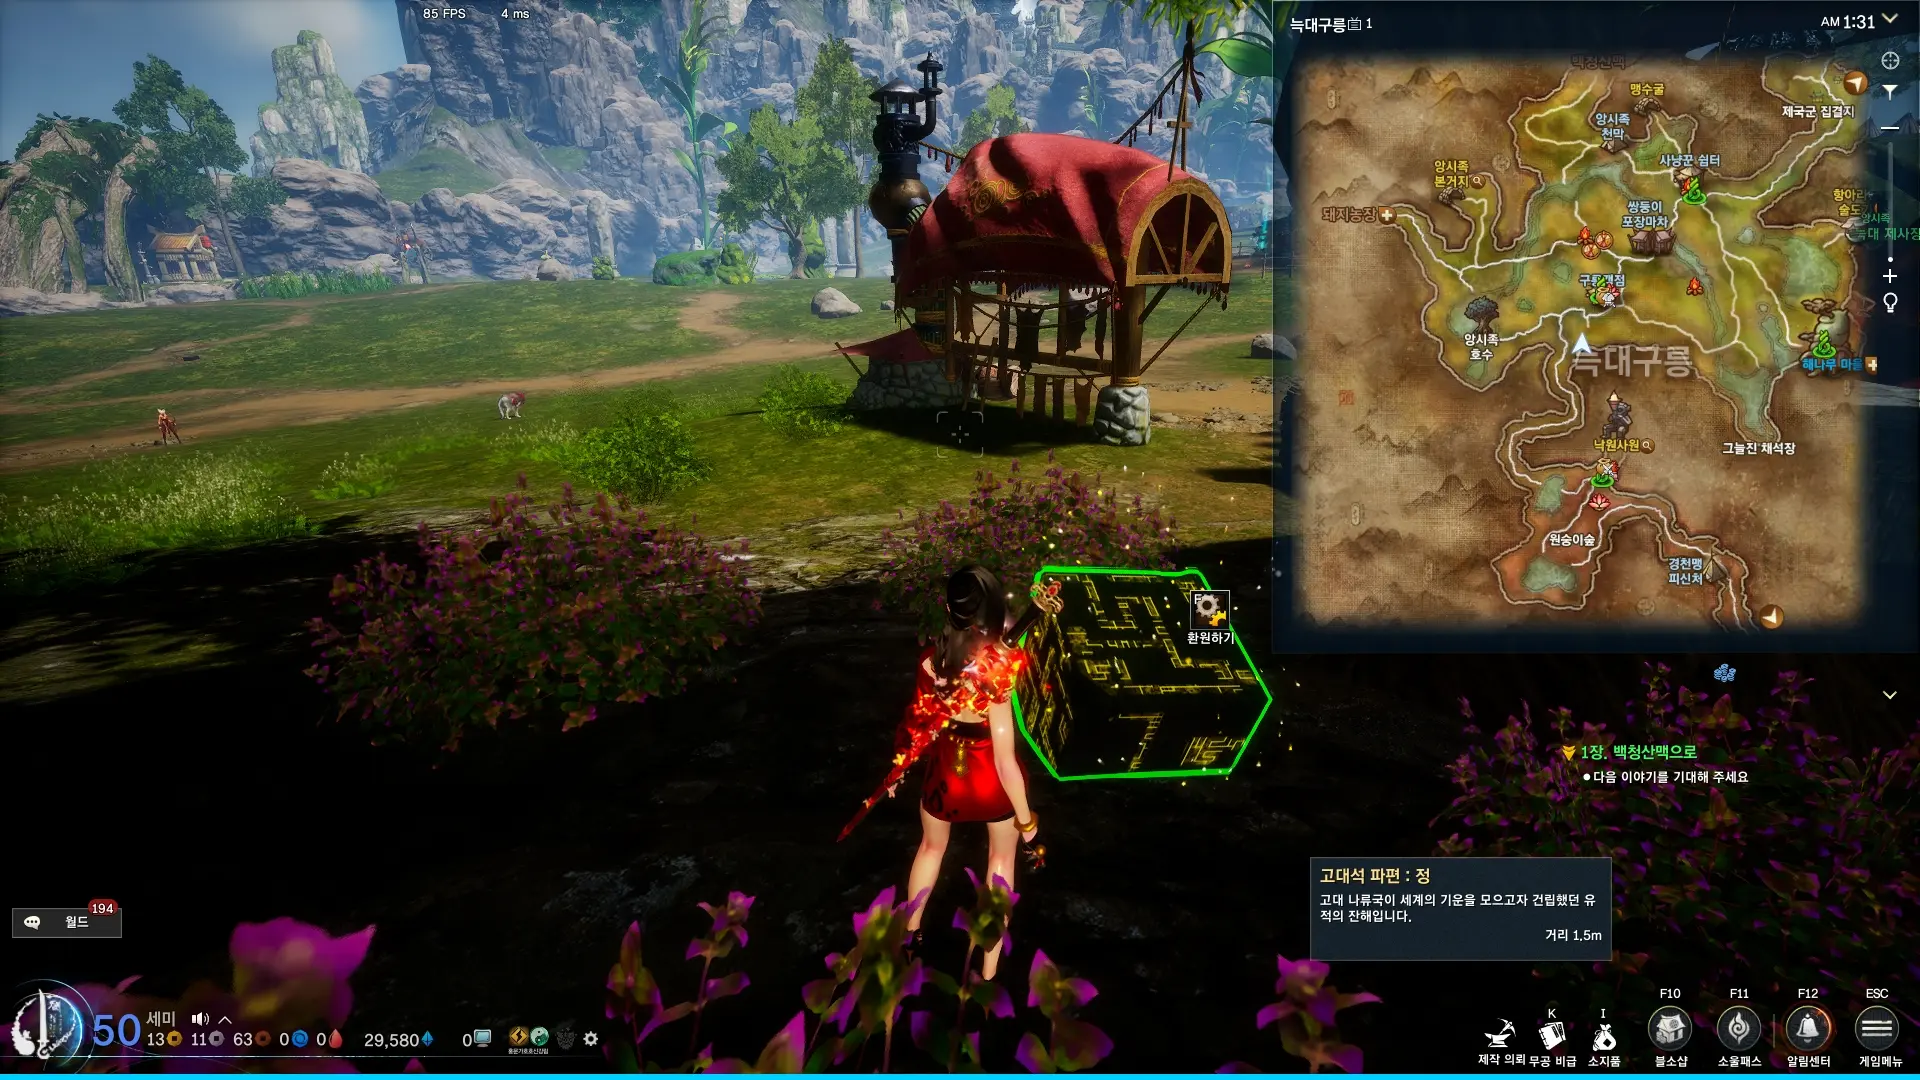 85 FPS 4 ms
늑대구릉 1
AM 1:31
맹수굴
제국군 집결지
앙시족
천막
사냥꾼 쉼터
앙시족
본거지
돼지농장
쌍둥이
포장마차
앙시족
호수
늑대구릉
해나루 마을
낙원사원
그늘진 채석장
원숭이숲
경천맹
피신처
F
환원하기
1장. 백청산맥으로
다음 이야기를 기대해 주세요
고대석 파편 : 정
고대 나류국이 세계의 기운을 모으고자 건립했던 유
적의 잔해입니다.
거리 1.5m
월드 194
50 세미
13 11 63 0 0 29,580 0
K I F10 F11 F12 ESC
제작 의뢰 무공 비급 소지품 블소샵 소울패스 알림센터 게임메뉴